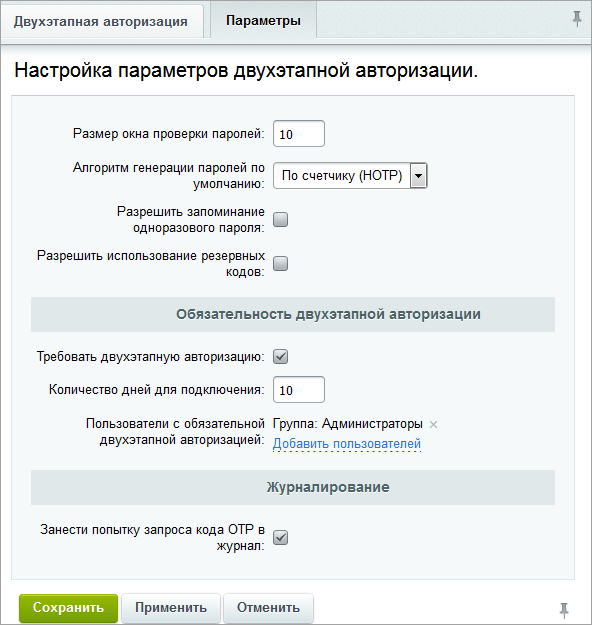 Двухэтапная авторизация
Параметры
Настройка параметров двухэтапной авторизации.
Размер окна проверки паролей:
10
Алгоритм генерации паролей по
умолчанию:
По счетчику (HOTP)
Разрешить запоминание
одноразового пароля:
Разрешить использование резервных
кодов:
Обязательность двухэтапной авторизации
Требовать двухэтапную авторизацию:
Количество дней для подключения:
10
Пользователи с обязательной
двухэтапной авторизацией:
Группа: Администраторы
Добавить пользователей
Журналирование
Занести попытку запроса кода OTP в
журнал:
Сохранить
Применить
Отменить